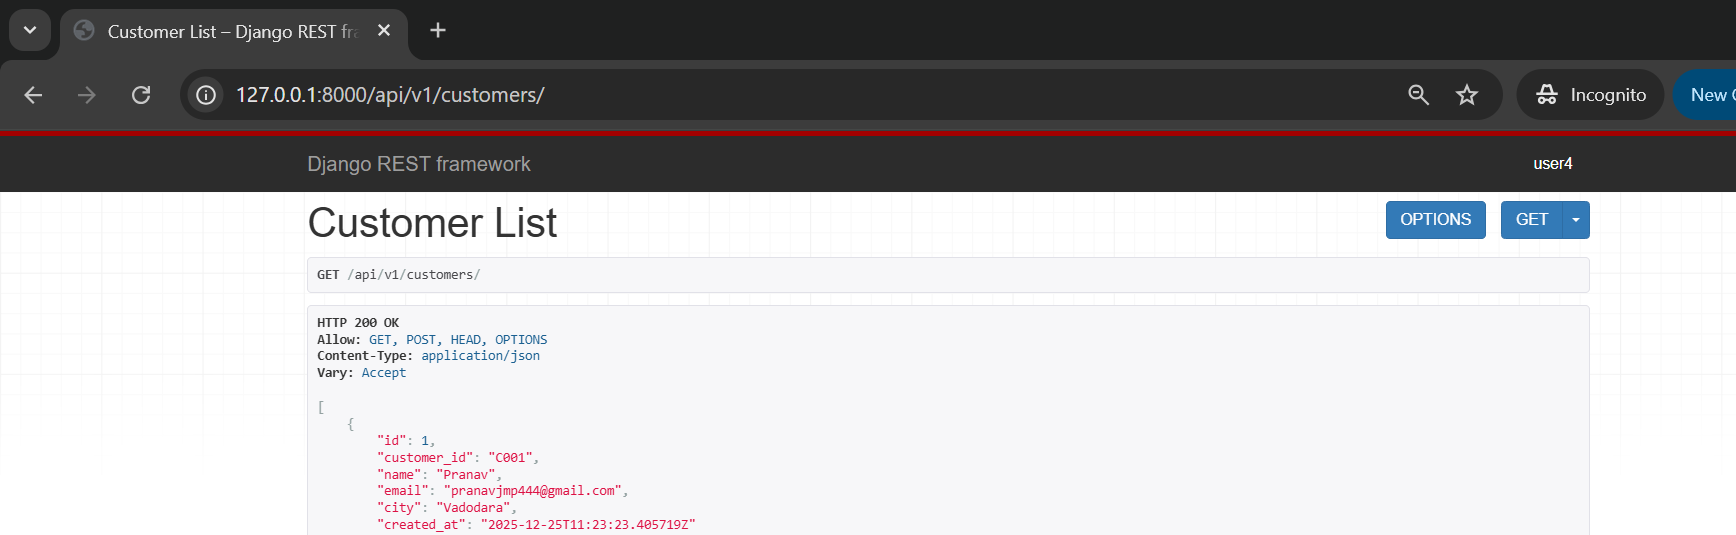 Customer List – Django REST fra
127.0.0.1:8000/api/v1/customers/
Incognito
New
Django REST framework
user4
Customer List
OPTIONS
GET
GET /api/v1/customers/
HTTP 200 OK
Allow: GET, POST, HEAD, OPTIONS
Content-Type: application/json
Vary: Accept
[
{
"id": 1,
"customer_id": "C001",
"name": "Pranav",
"email": "pranavjmp444@gmail.com",
"city": "Vadodara",
"created_at": "2025-12-25T11:23:23.405719Z"